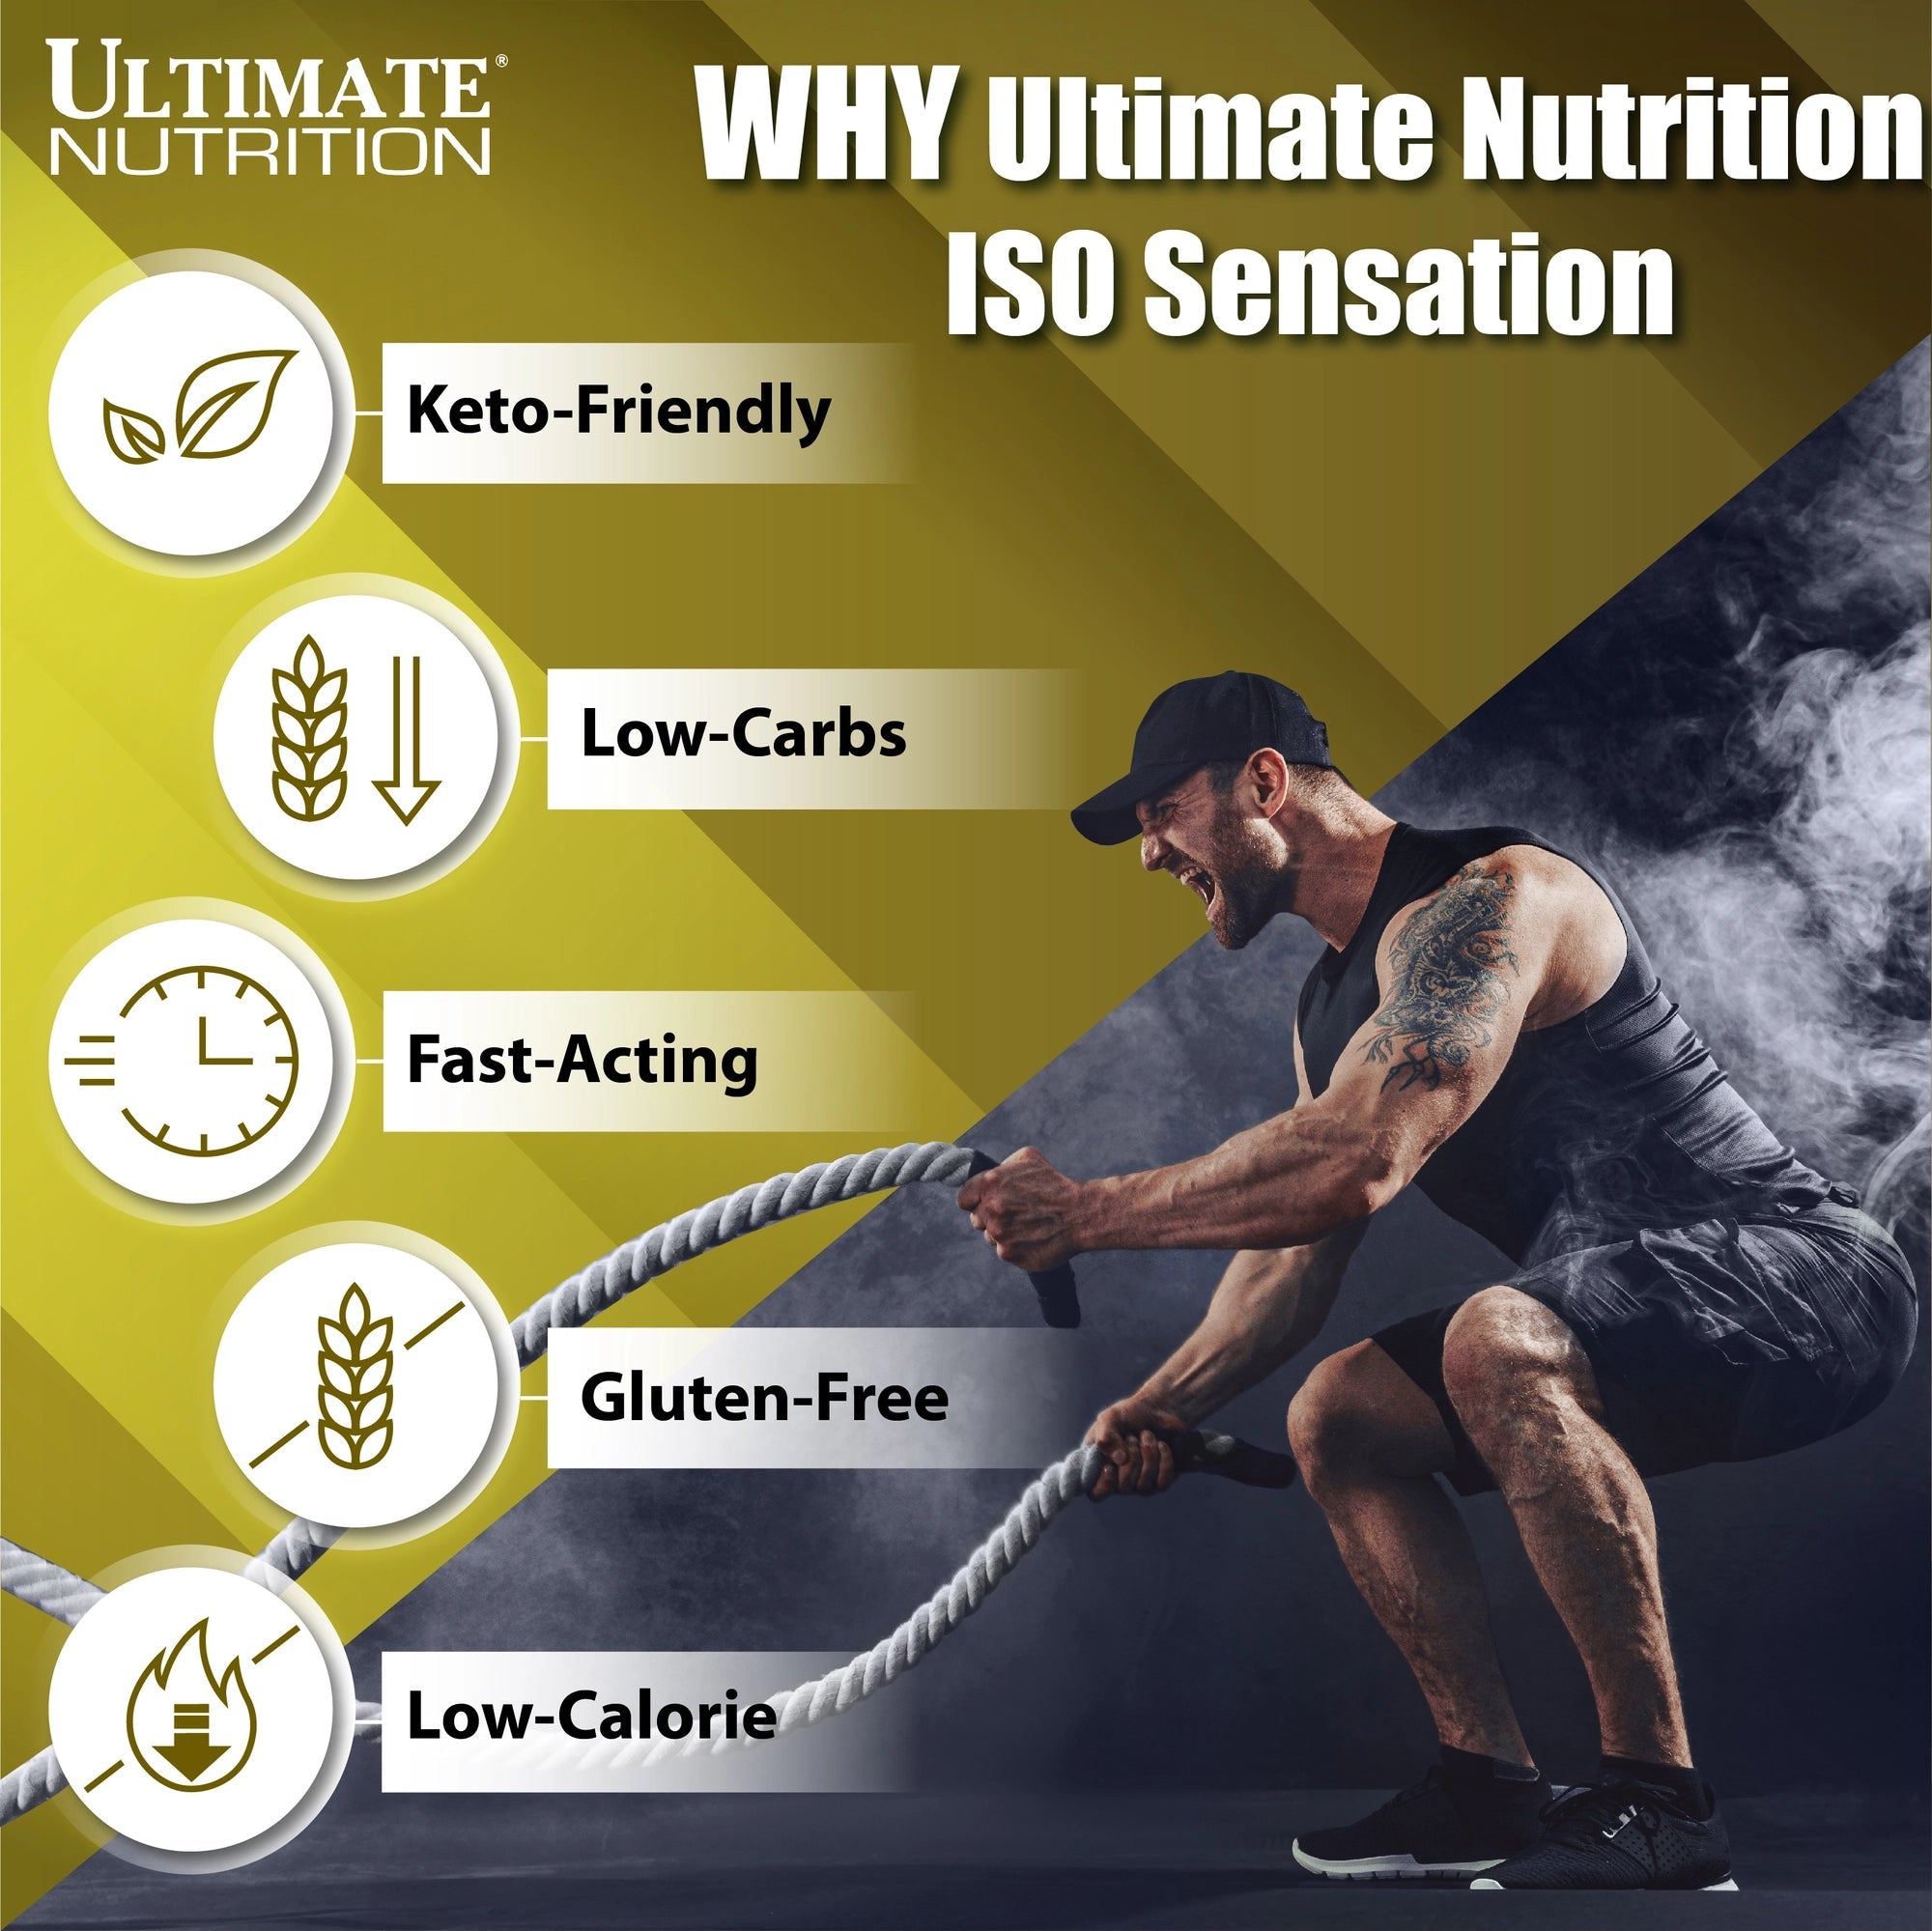 ULTIMATE®
NUTRITION
WHY Ultimate Nutrition
ISO Sensation
Keto-Friendly
Low-Carbs
Fast-Acting
Gluten-Free
Low-Calorie